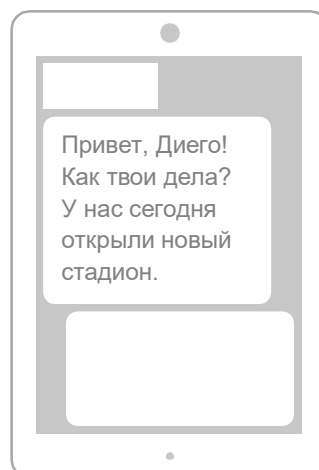 Привет, Диего!
Как твои дела?
У нас сегодня
открыли новый
стадион.